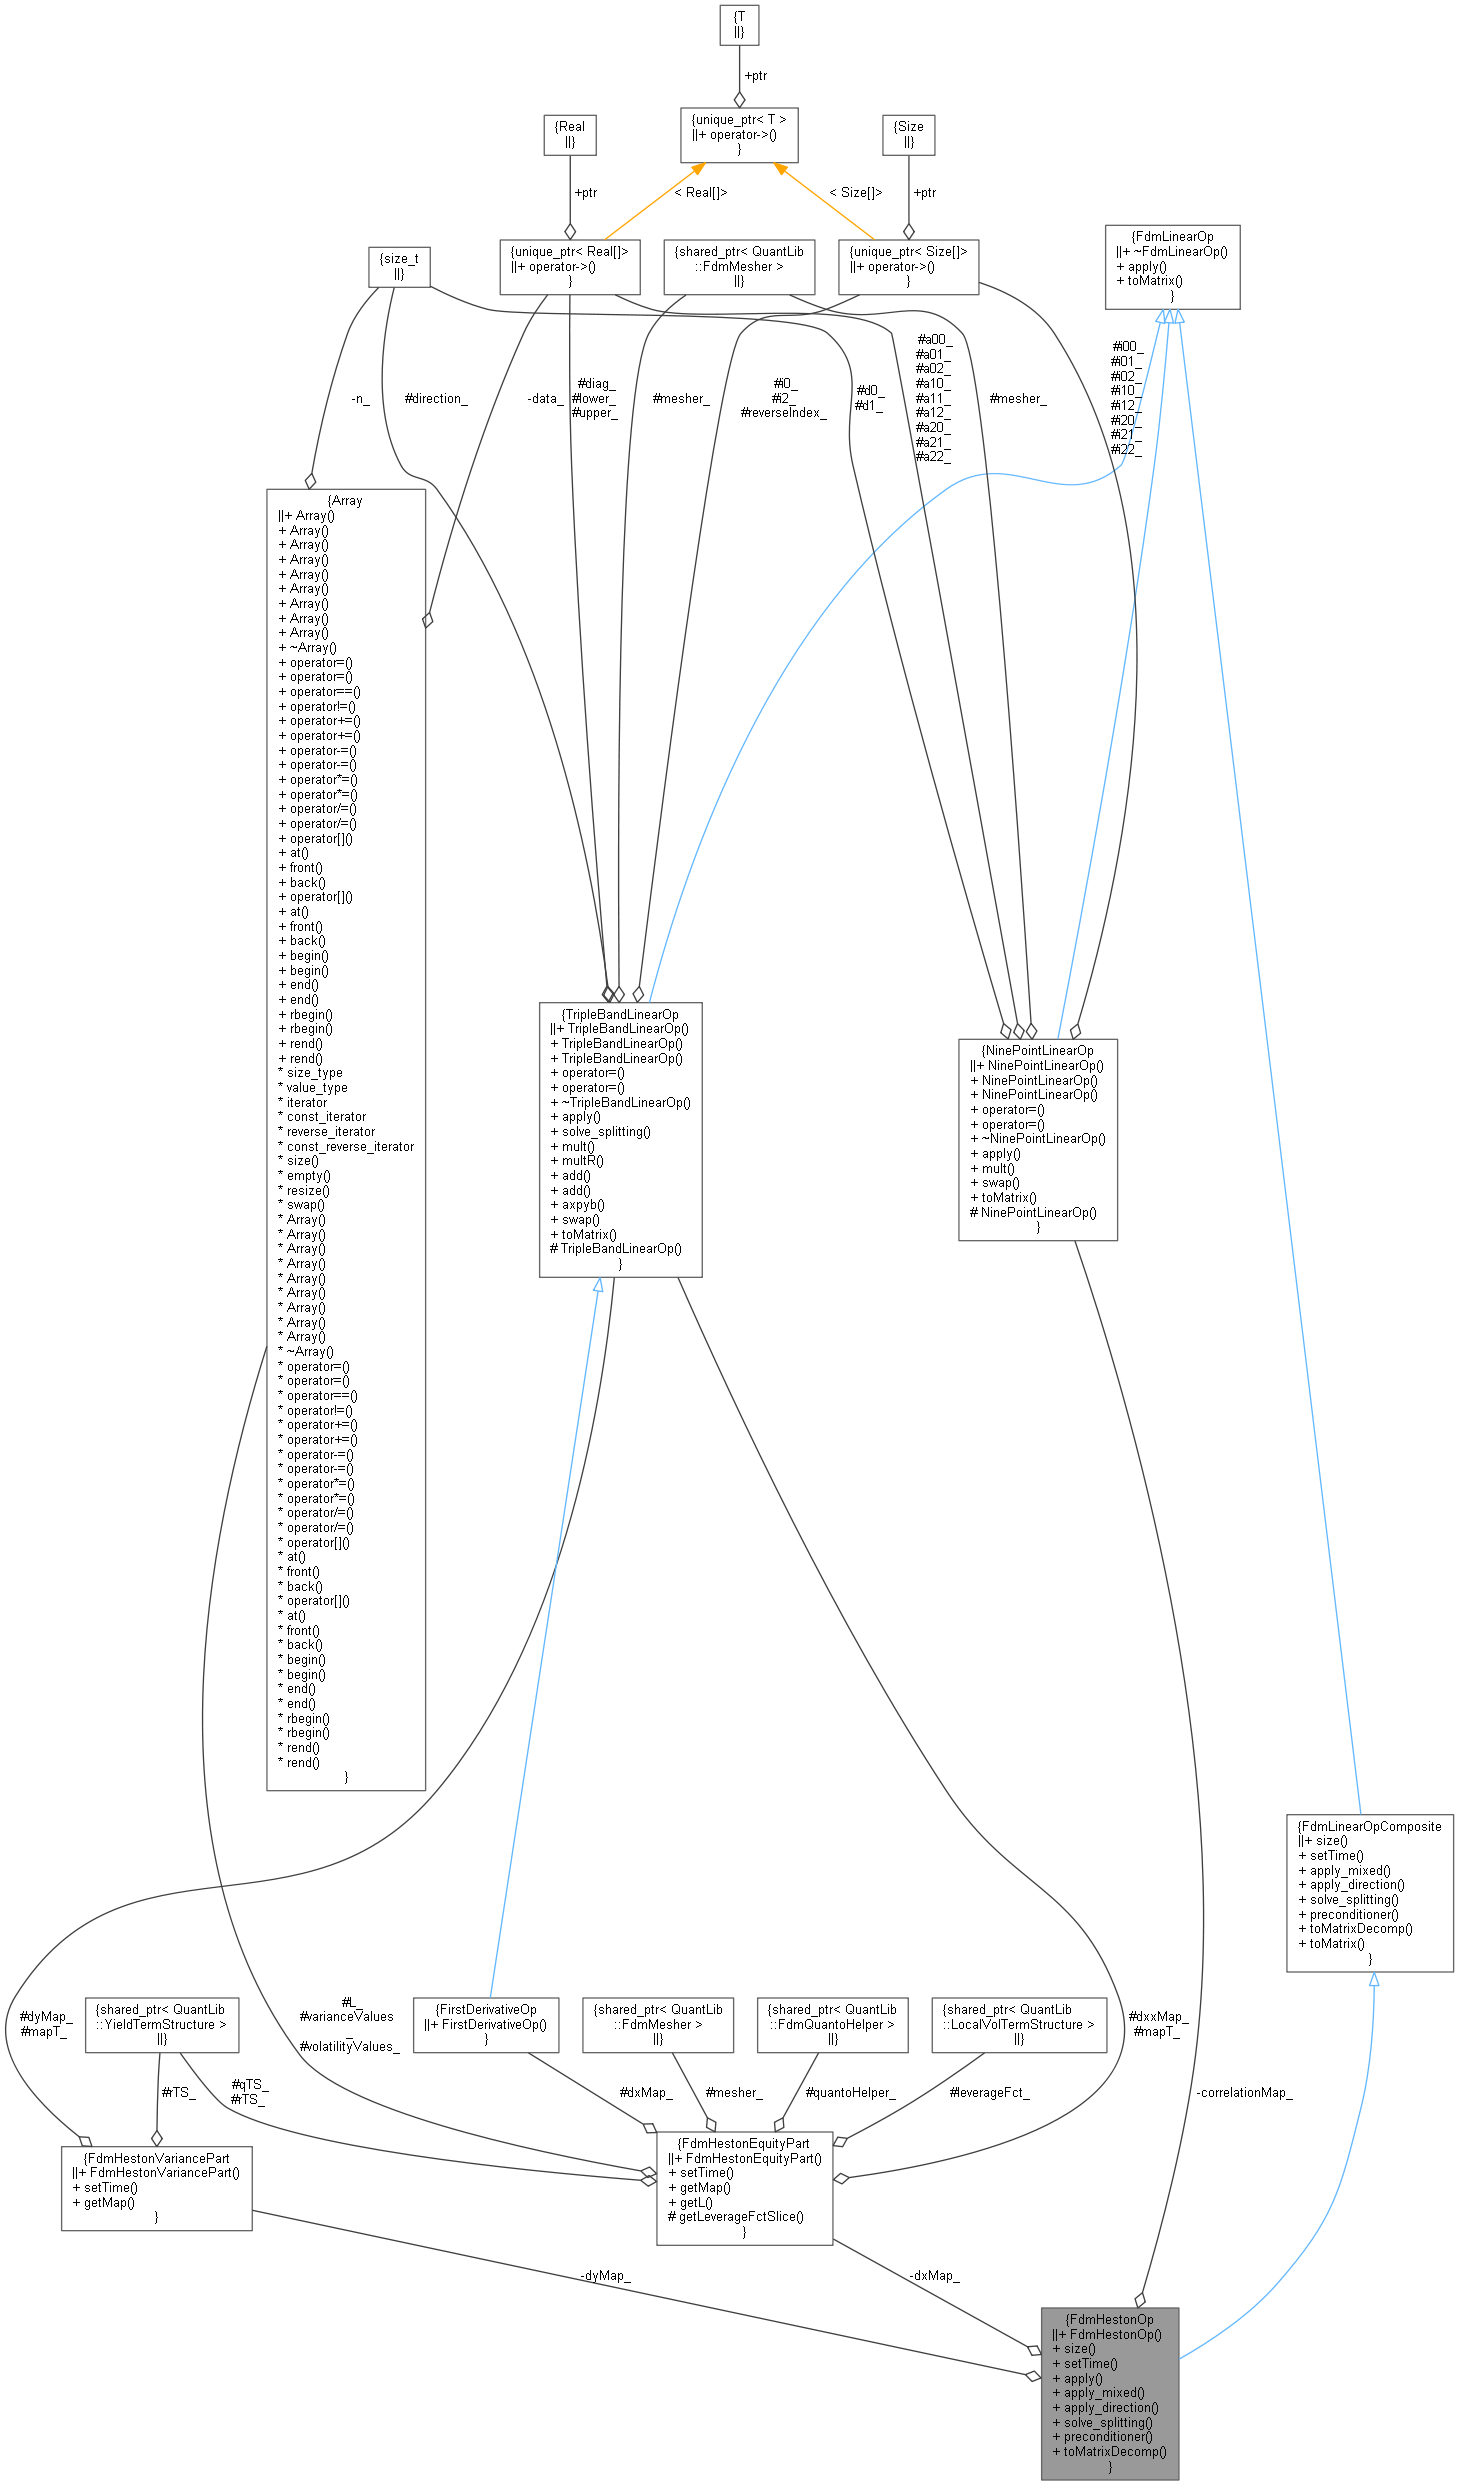 {T
||}
+ptr
{unique_ptr< T >
||+ operator->()
}
{Real
||}
{Size
||}
+ptr
< Real[]>
< Size[]>
+ptr
{size_t
||}
{unique_ptr< Real[]>
||+ operator->()
}
{shared_ptr< QuantLib
::FdmMesher >
||}
{unique_ptr< Size[]>
||+ operator->()
}
{FdmLinearOp
||+ ~FdmLinearOp()
+ apply()
+ toMatrix()
}
-n_
#direction_
-data_
#diag_
#lower_
#upper_
#mesher_
#i0_
#i2_
#reverseIndex_
#d0_
#d1_
#a00_
#a01_
#a02_
#a10_
#a11_
#a12_
#a20_
#a21_
#a22_
#mesher_
#i00_
#i01_
#i02_
#i10_
#i12_
#i20_
#i21_
#i22_
{Array
||+ Array()
+ Array()
+ Array()
+ Array()
+ Array()
+ Array()
+ Array()
+ Array()
+ Array()
+ ~Array()
+ operator=()
+ operator=()
+ operator==()
+ operator!=()
+ operator+=()
+ operator+=()
+ operator-=()
+ operator-=()
+ operator*=()
+ operator*=()
+ operator/=()
+ operator/=()
+ operator[]()
+ at()
+ front()
+ back()
+ operator[]()
+ at()
+ front()
+ back()
+ begin()
+ begin()
+ end()
+ end()
+ rbegin()
+ rbegin()
+ rend()
+ rend()
* size_type
* value_type
* iterator
* const_iterator
* reverse_iterator
* const_reverse_iterator
* size()
* empty()
* resize()
* swap()
* Array()
* Array()
* Array()
* Array()
* Array()
* Array()
* Array()
* Array()
* Array()
* ~Array()
* operator=()
* operator=()
* operator==()
* operator!=()
* operator+=()
* operator+=()
* operator-=()
* operator-=()
* operator*=()
* operator*=()
* operator/=()
* operator/=()
* operator[]()
* at()
* front()
* back()
* operator[]()
* at()
* front()
* back()
* begin()
* begin()
* end()
* end()
* rbegin()
* rbegin()
* rend()
* rend()
}
{TripleBandLinearOp
||+ TripleBandLinearOp()
+ TripleBandLinearOp()
+ TripleBandLinearOp()
+ operator=()
+ operator=()
+ ~TripleBandLinearOp()
+ apply()
+ solve_splitting()
+ mult()
+ multR()
+ add()
+ add()
+ axpyb()
+ swap()
+ toMatrix()
# TripleBandLinearOp()
}
{NinePointLinearOp
||+ NinePointLinearOp()
+ NinePointLinearOp()
+ NinePointLinearOp()
+ operator=()
+ operator=()
+ ~NinePointLinearOp()
+ apply()
+ mult()
+ swap()
+ toMatrix()
# NinePointLinearOp()
}
{FdmLinearOpComposite
||+ size()
+ setTime()
+ apply_mixed()
+ apply_direction()
+ solve_splitting()
+ preconditioner()
+ toMatrixDecomp()
+ toMatrix()
}
#dyMap_
#mapT_
{shared_ptr< QuantLib
::YieldTermStructure >
||}
#L_
#varianceValues
_
#volatilityValues_
{FirstDerivativeOp
||+ FirstDerivativeOp()
}
{shared_ptr< QuantLib
::FdmMesher >
||}
{shared_ptr< QuantLib
::FdmQuantoHelper >
||}
{shared_ptr< QuantLib
::LocalVolTermStructure >
||}
#dxxMap_
#mapT_
#rTS_
#qTS_
#rTS_
#dxMap_
#mesher_
#quantoHelper_
#leverageFct_
-correlationMap_
{FdmHestonVariancePart
||+ FdmHestonVariancePart()
+ setTime()
+ getMap()
}
{FdmHestonEquityPart
||+ FdmHestonEquityPart()
+ setTime()
+ getMap()
+ getL()
# getLeverageFctSlice()
}
-dyMap_
-dxMap_
{FdmHestonOp
||+ FdmHestonOp()
+ size()
+ setTime()
+ apply()
+ apply_mixed()
+ apply_direction()
+ solve_splitting()
+ preconditioner()
+ toMatrixDecomp()
}